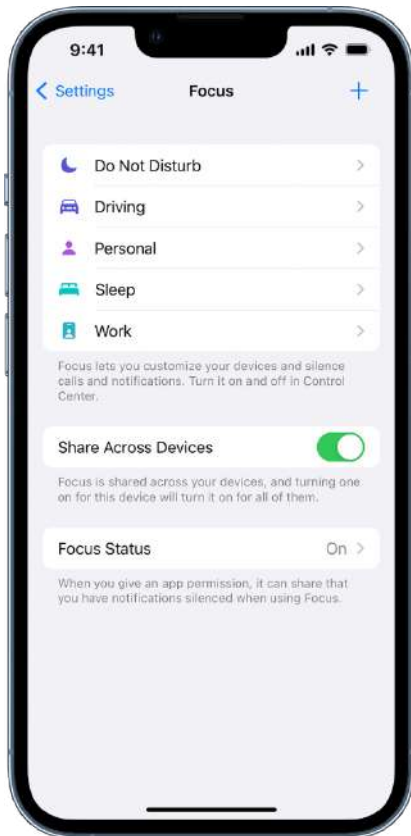 9:41
Settings
Focus
Do Not Disturb
Driving
Personal
Sleep
Work
Focus lets you customize your devices and silence
calls and notifications. Turn it on and off in Control
Center.
Share Across Devices
Focus is shared across your devices, and turning one
on for this device will turn it on for all of them.
Focus Status
On
When you give an app permission, it can share that
you have notifications silenced when using Focus.